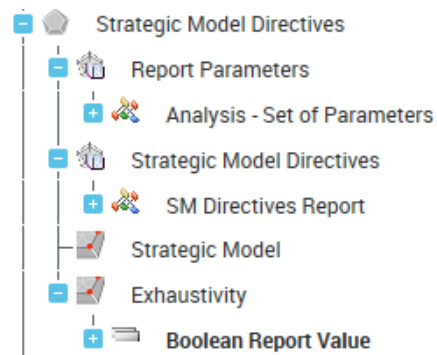 Strategic Model Directives
Report Parameters
Analysis - Set of Parameters
Strategic Model Directives
SM Directives Report
Strategic Model
Exhaustivity
Boolean Report Value